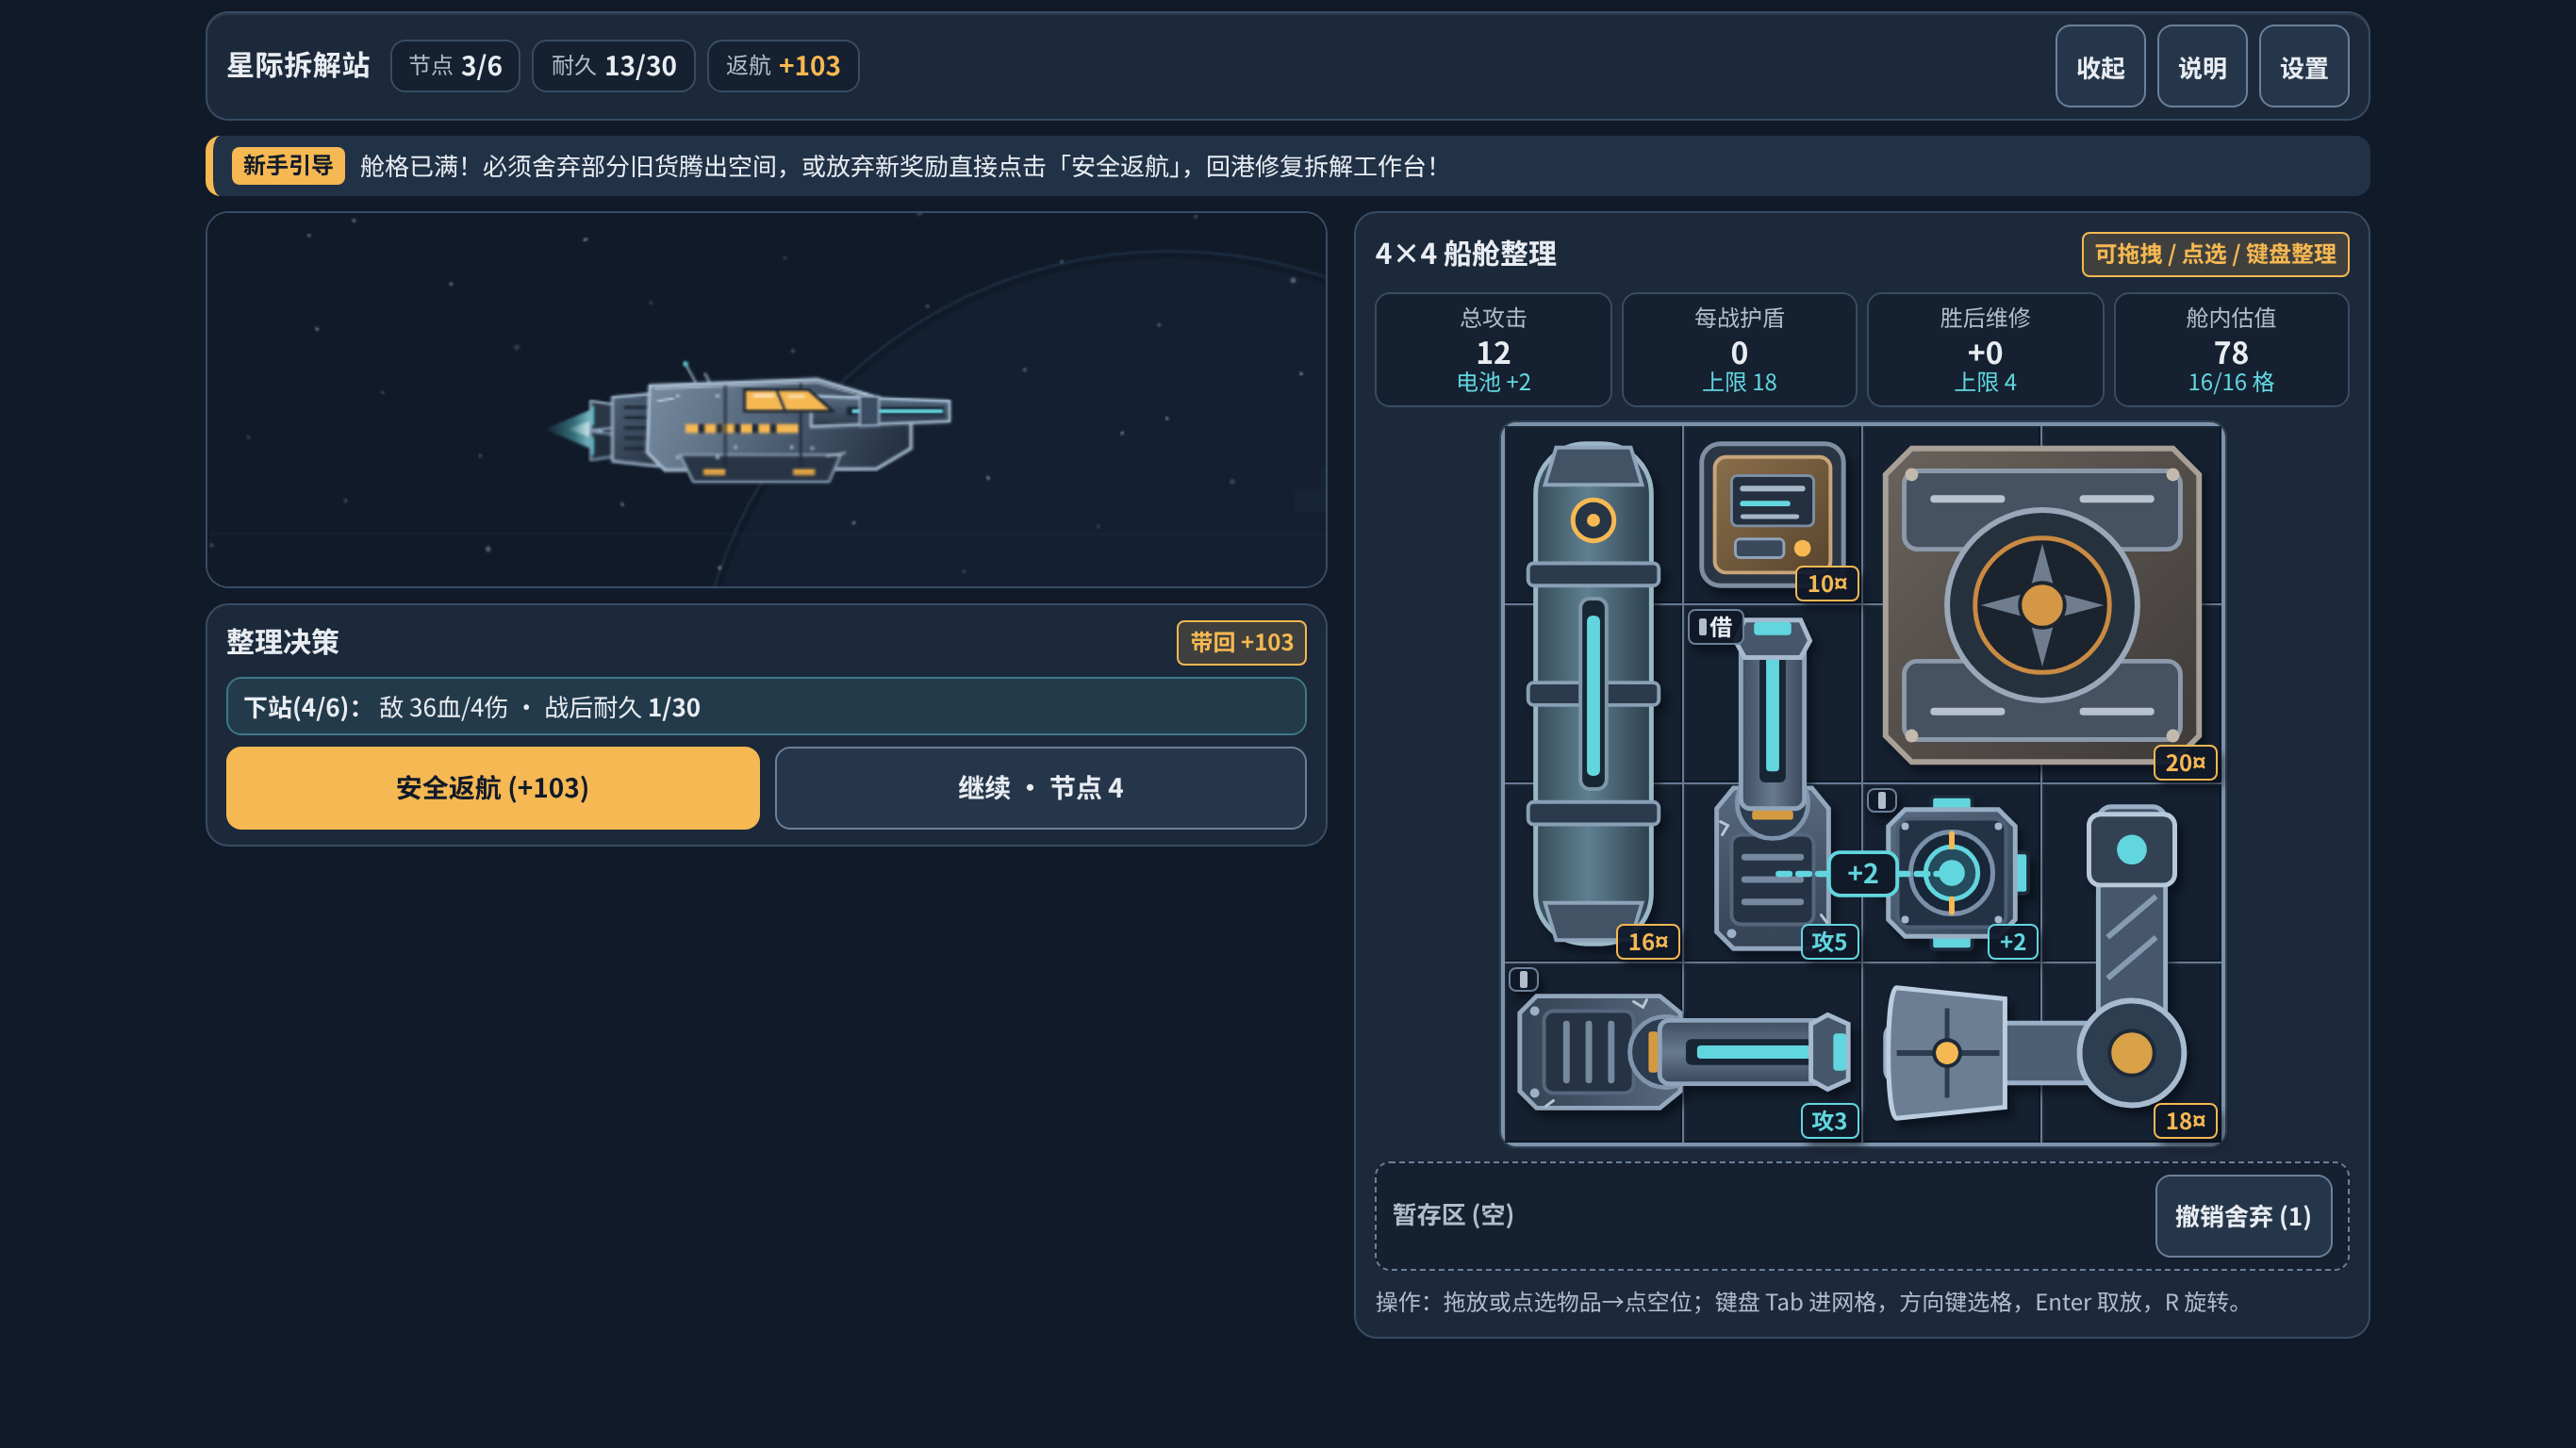 星际拆解站
节点 3/6
耐久 13/30
返航 +103
收起
说明
设置
新手引导 舱格已满！必须舍弃部分旧货腾出空间，或放弃新奖励直接点击「安全返航」，回港修复拆解工作台！
整理决策
带回 +103
下站(4/6)： 敌 36血/4伤 · 战后耐久 1/30
安全返航 (+103)
继续 · 节点 4
4×4 船舱整理
可拖拽 / 点选 / 键盘整理
总攻击
12
电池 +2
每战护盾
0
上限 18
胜后维修
+0
上限 4
舱内估值
78
16/16 格
10¤
借
20¤
+2
16¤
攻5
+2
攻3
18¤
暂存区 (空)
撤销舍弃 (1)
操作：拖放或点选物品→点空位；键盘 Tab 进网格，方向键选格，Enter 取放，R 旋转。